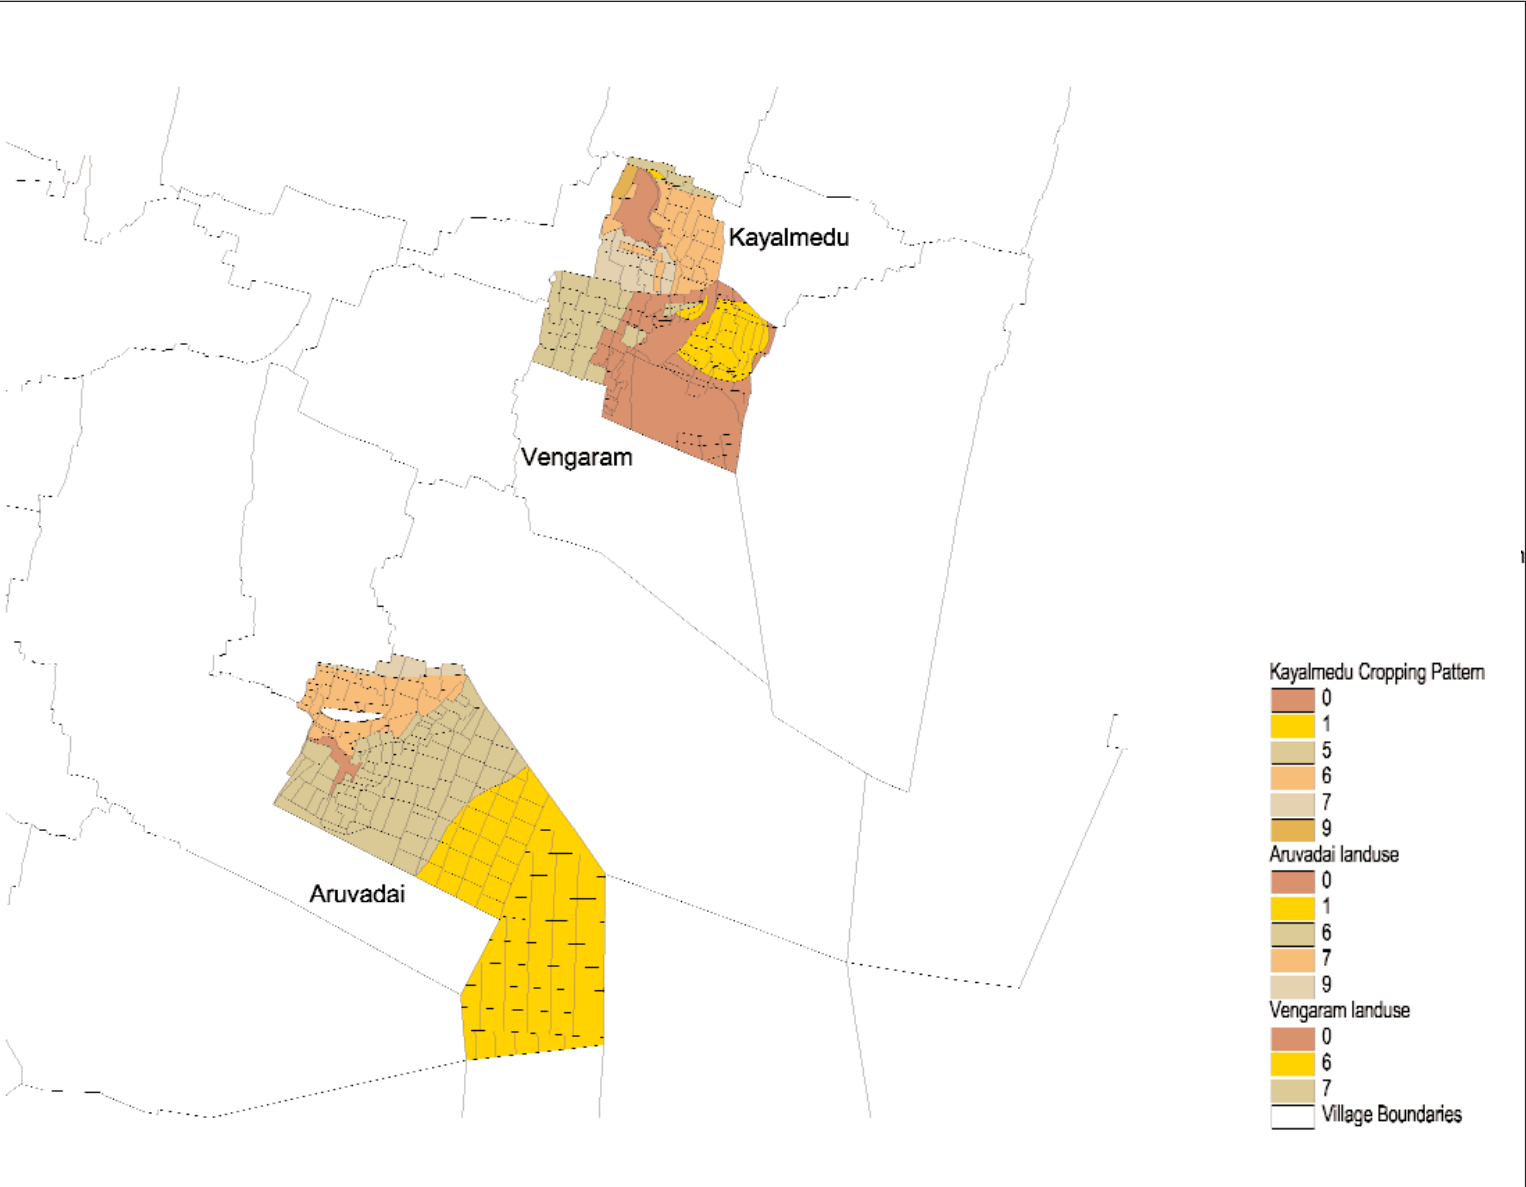 Kayalmedu
Vengaram
Aruvadai
Kayalmedu Cropping Pattern
0
1
5
6
7
9
Aruvadai landuse
0
1
6
7
9
Vengaram landuse
0
6
7
Village Boundaries